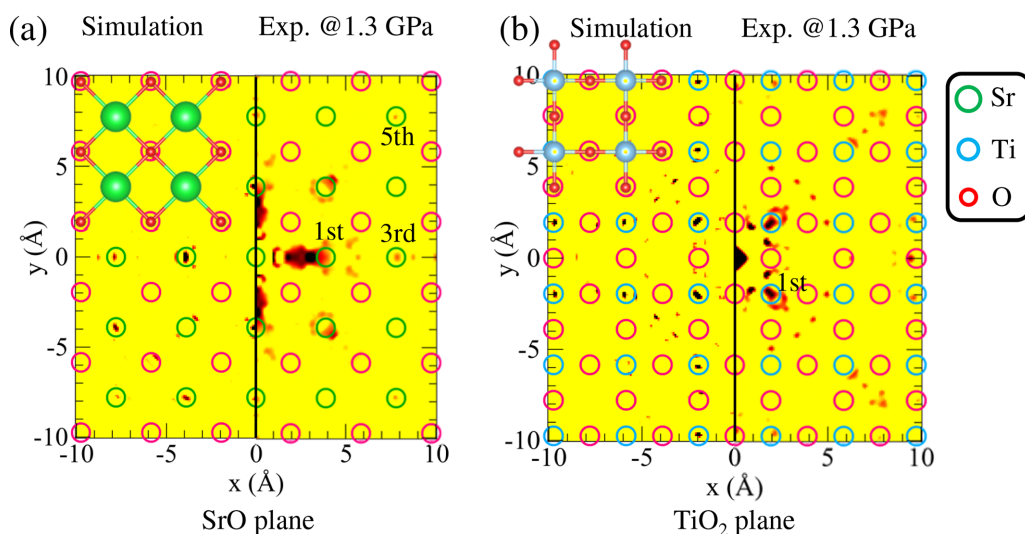 (a) Simulation Exp. @1.3 GPa
10
5
0
-5
-10
y (Å)
5th
1st
3rd
-10 -5 0 5 10
x (Å)
SrO plane
(b) Simulation Exp. @1.3 GPa
10
5
0
-5
-10
y (Å)
1st
-10 -5 0 5 10
x (Å)
TiO₂ plane
Sr
Ti
O